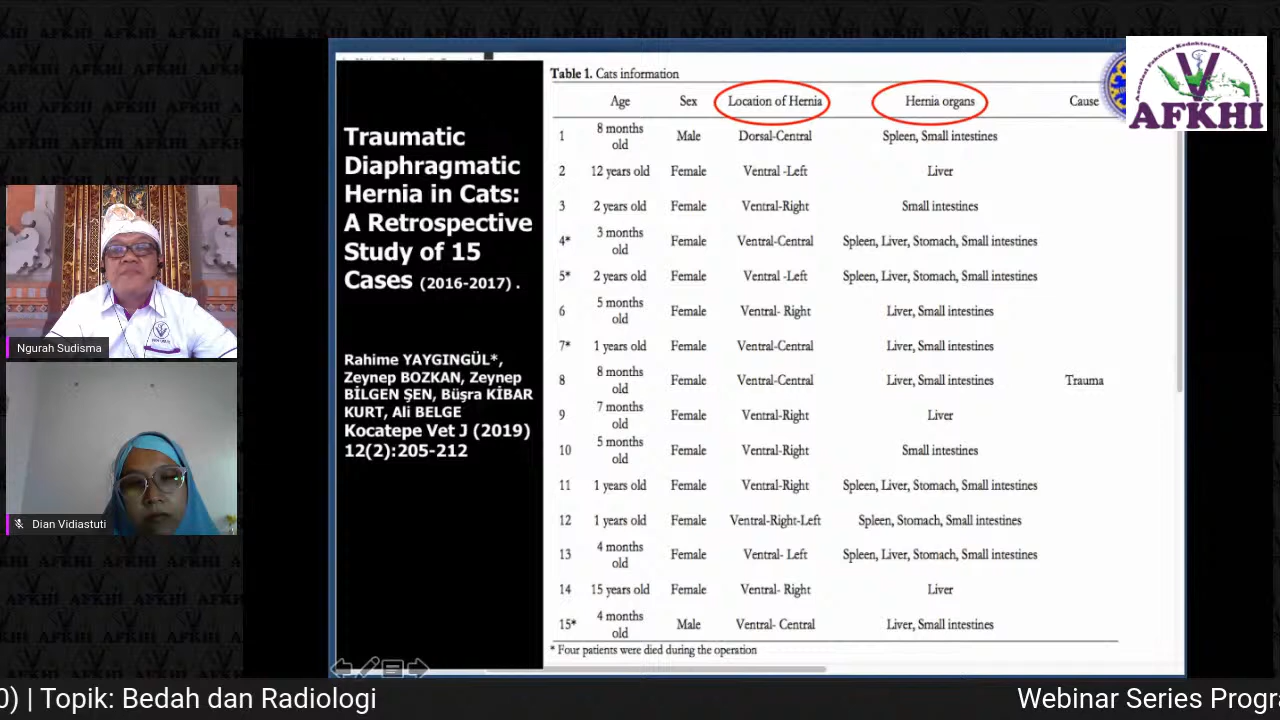 Traumatic
Diaphragmatic
Hernia in Cats:
A Retrospective
Study of 15
Cases (2016-2017) .
Rahime YAYGINGÜL*,
Zeynep BOZKAN, Zeynep
BİLGEN ŞEN, Büşra KİBAR
KURT, Ali BELGE
Kocatepe Vet J (2019)
12(2):205-212
Table 1. Cats information
Age Sex Location of Hernia Hernia organs Cause
1 8 months old Male Dorsal-Central Spleen, Small intestines
2 12 years old Female Ventral -Left Liver
3 2 years old Female Ventral-Right Small intestines
4* 3 months old Female Ventral-Central Spleen, Liver, Stomach, Small intestines
5* 2 years old Female Ventral -Left Spleen, Liver, Stomach, Small intestines
6 5 months old Female Ventral- Right Liver, Small intestines
7* 1 years old Female Ventral-Central Liver, Small intestines
8 8 months old Female Ventral-Central Liver, Small intestines Trauma
9 7 months old Female Ventral-Right Liver
10 5 months old Female Ventral-Right Small intestines
11 1 years old Female Ventral-Right Spleen, Liver, Stomach, Small intestines
12 1 years old Female Ventral-Right-Left Spleen, Stomach, Small intestines
13 4 months old Female Ventral- Left Spleen, Liver, Stomach, Small intestines
14 15 years old Female Ventral- Right Liver
15* 4 months old Male Ventral- Central Liver, Small intestines
* Four patients were died during the operation
AFKHI
Ngurah Sudisma
Dian Vidiastuti
0) | Topik: Bedah dan Radiologi
Webinar Series Progra